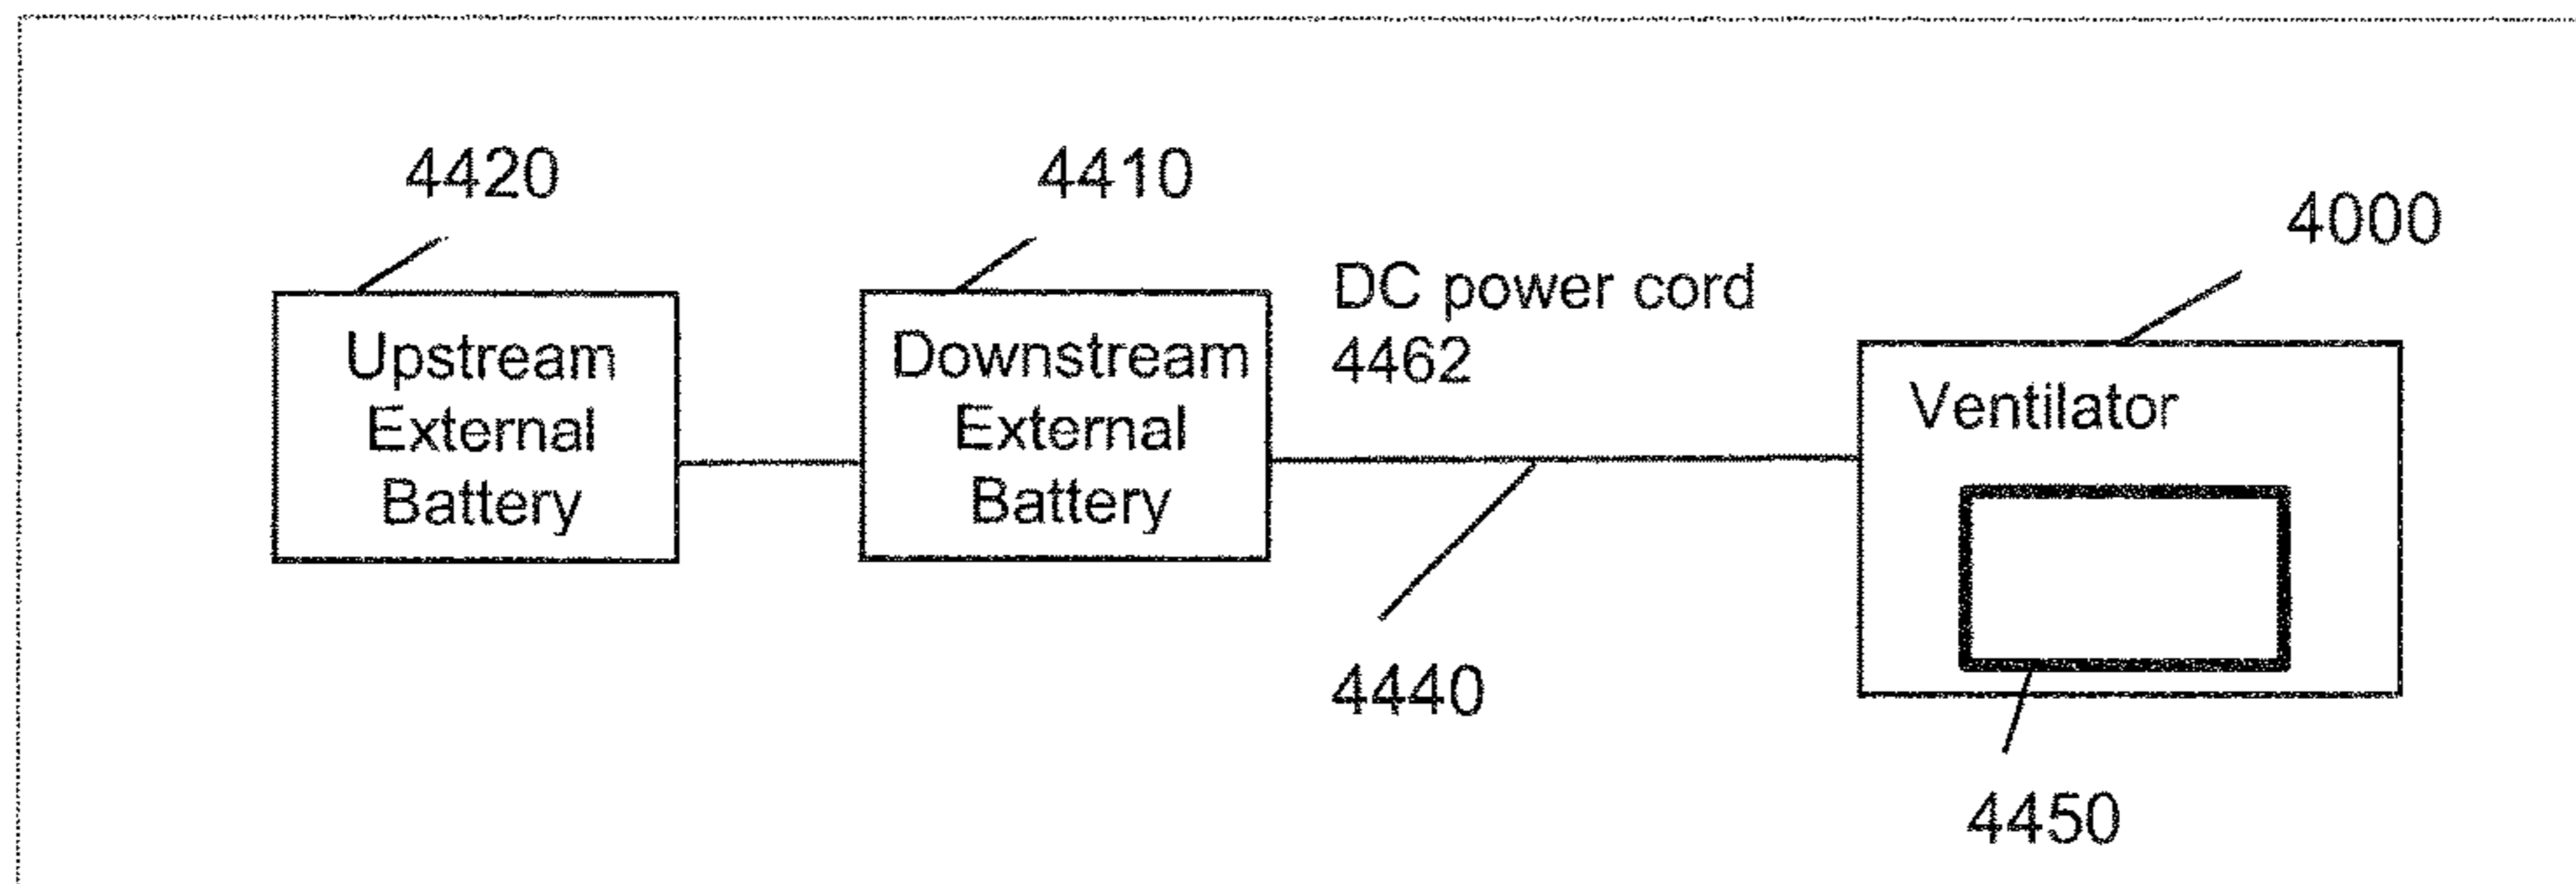 4420
4410
4000
DC power cord
4462
Upstream
External
Battery
Downstream
External
Battery
Ventilator
4440
4450